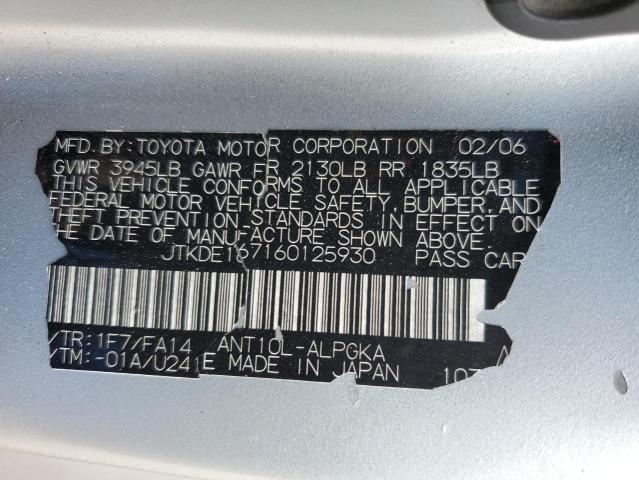 MFD. BY: TOYOTA MOTOR CORPORATION 02/06
GVWR 3945LB GAWR FR 2130LB RR 1835LB
THIS VEHICLE CONFORMS TO ALL APPLICABLE
FEDERAL MOTOR VEHICLE SAFETY, BUMPER, AND
THEFT PREVENTION STANDARDS IN EFFECT ON
THE DATE OF MANUFACTURE SHOWN ABOVE.
JTKDE167160125930 PASS CAR
/TR: 1F7/FA14 ANT10L-ALPGKA
/TM: -01A/U241E MADE IN JAPAN 107